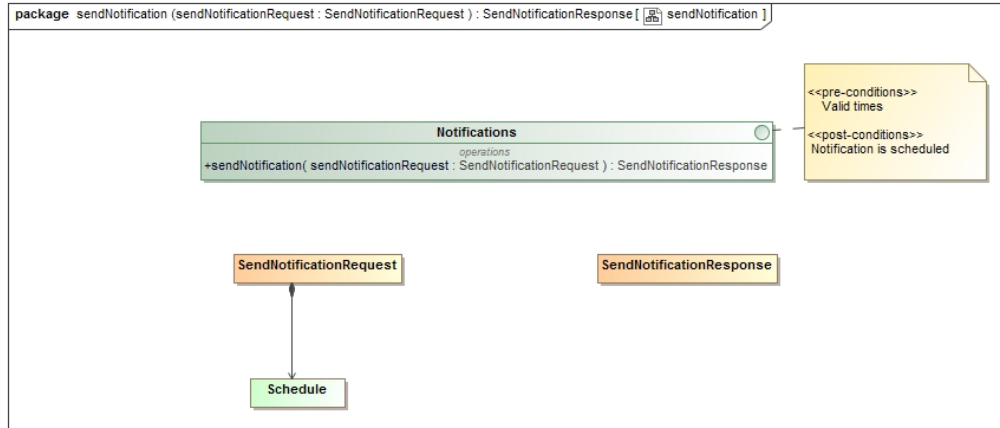 package sendNotification (sendNotificationRequest : SendNotificationRequest ) : SendNotificationResponse [ sendNotification ]
<<pre-conditions>>
Valid times
<<post-conditions>>
Notification is scheduled
Notifications
operations
+sendNotification( sendNotificationRequest : SendNotificationRequest ) : SendNotificationResponse
SendNotificationRequest
SendNotificationResponse
Schedule